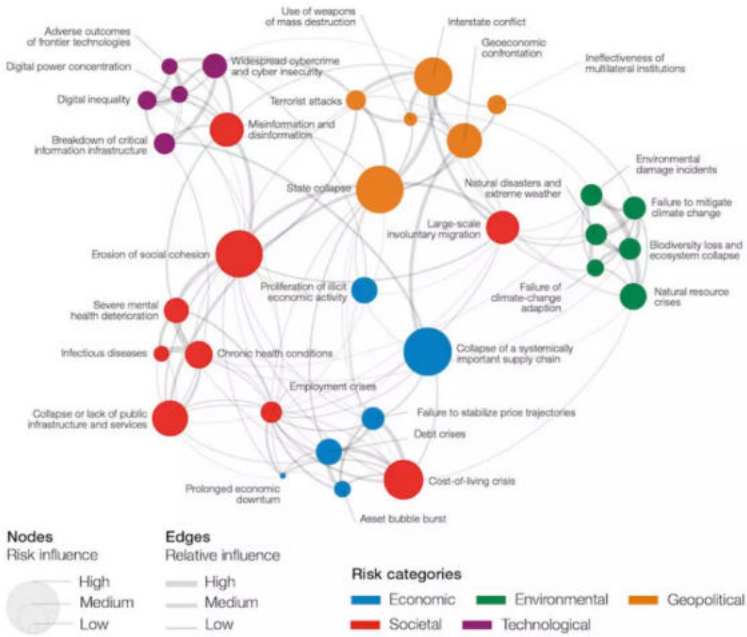 Use of weapons
of mass destruction
Interstate conflict
Adverse outcomes
of frontier technologies
Geoeconomic
confrontation
Digital power concentration
Widespread cybercrime
and cyber insecurity
Ineffectiveness of
multilateral institutions
Digital inequality
Terrorist attacks
Misinformation and
disinformation
Breakdown of critical
information infrastructure
Environmental
damage incidents
State collapse
Natural disasters and
extreme weather
Failure to mitigate
climate change
Large-scale
involuntary migration
Erosion of social cohesion
Biodiversity loss and
ecosystem collapse
Proliferation of illicit
economic activity
Failure of
climate-change
adaption
Natural resource
crises
Severe mental
health deterioration
Infectious diseases
Chronic health conditions
Collapse of a systemically
important supply chain
Employment crises
Collapse or lack of public
infrastructure and services
Failure to stabilize price trajectories
Debt crises
Cost-of-living crisis
Prolonged economic
downturn
Asset bubble burst
Nodes
Risk influence
High
Medium
Low
Edges
Relative influence
High
Medium
Low
Risk categories
Economic
Environmental
Geopolitical
Societal
Technological